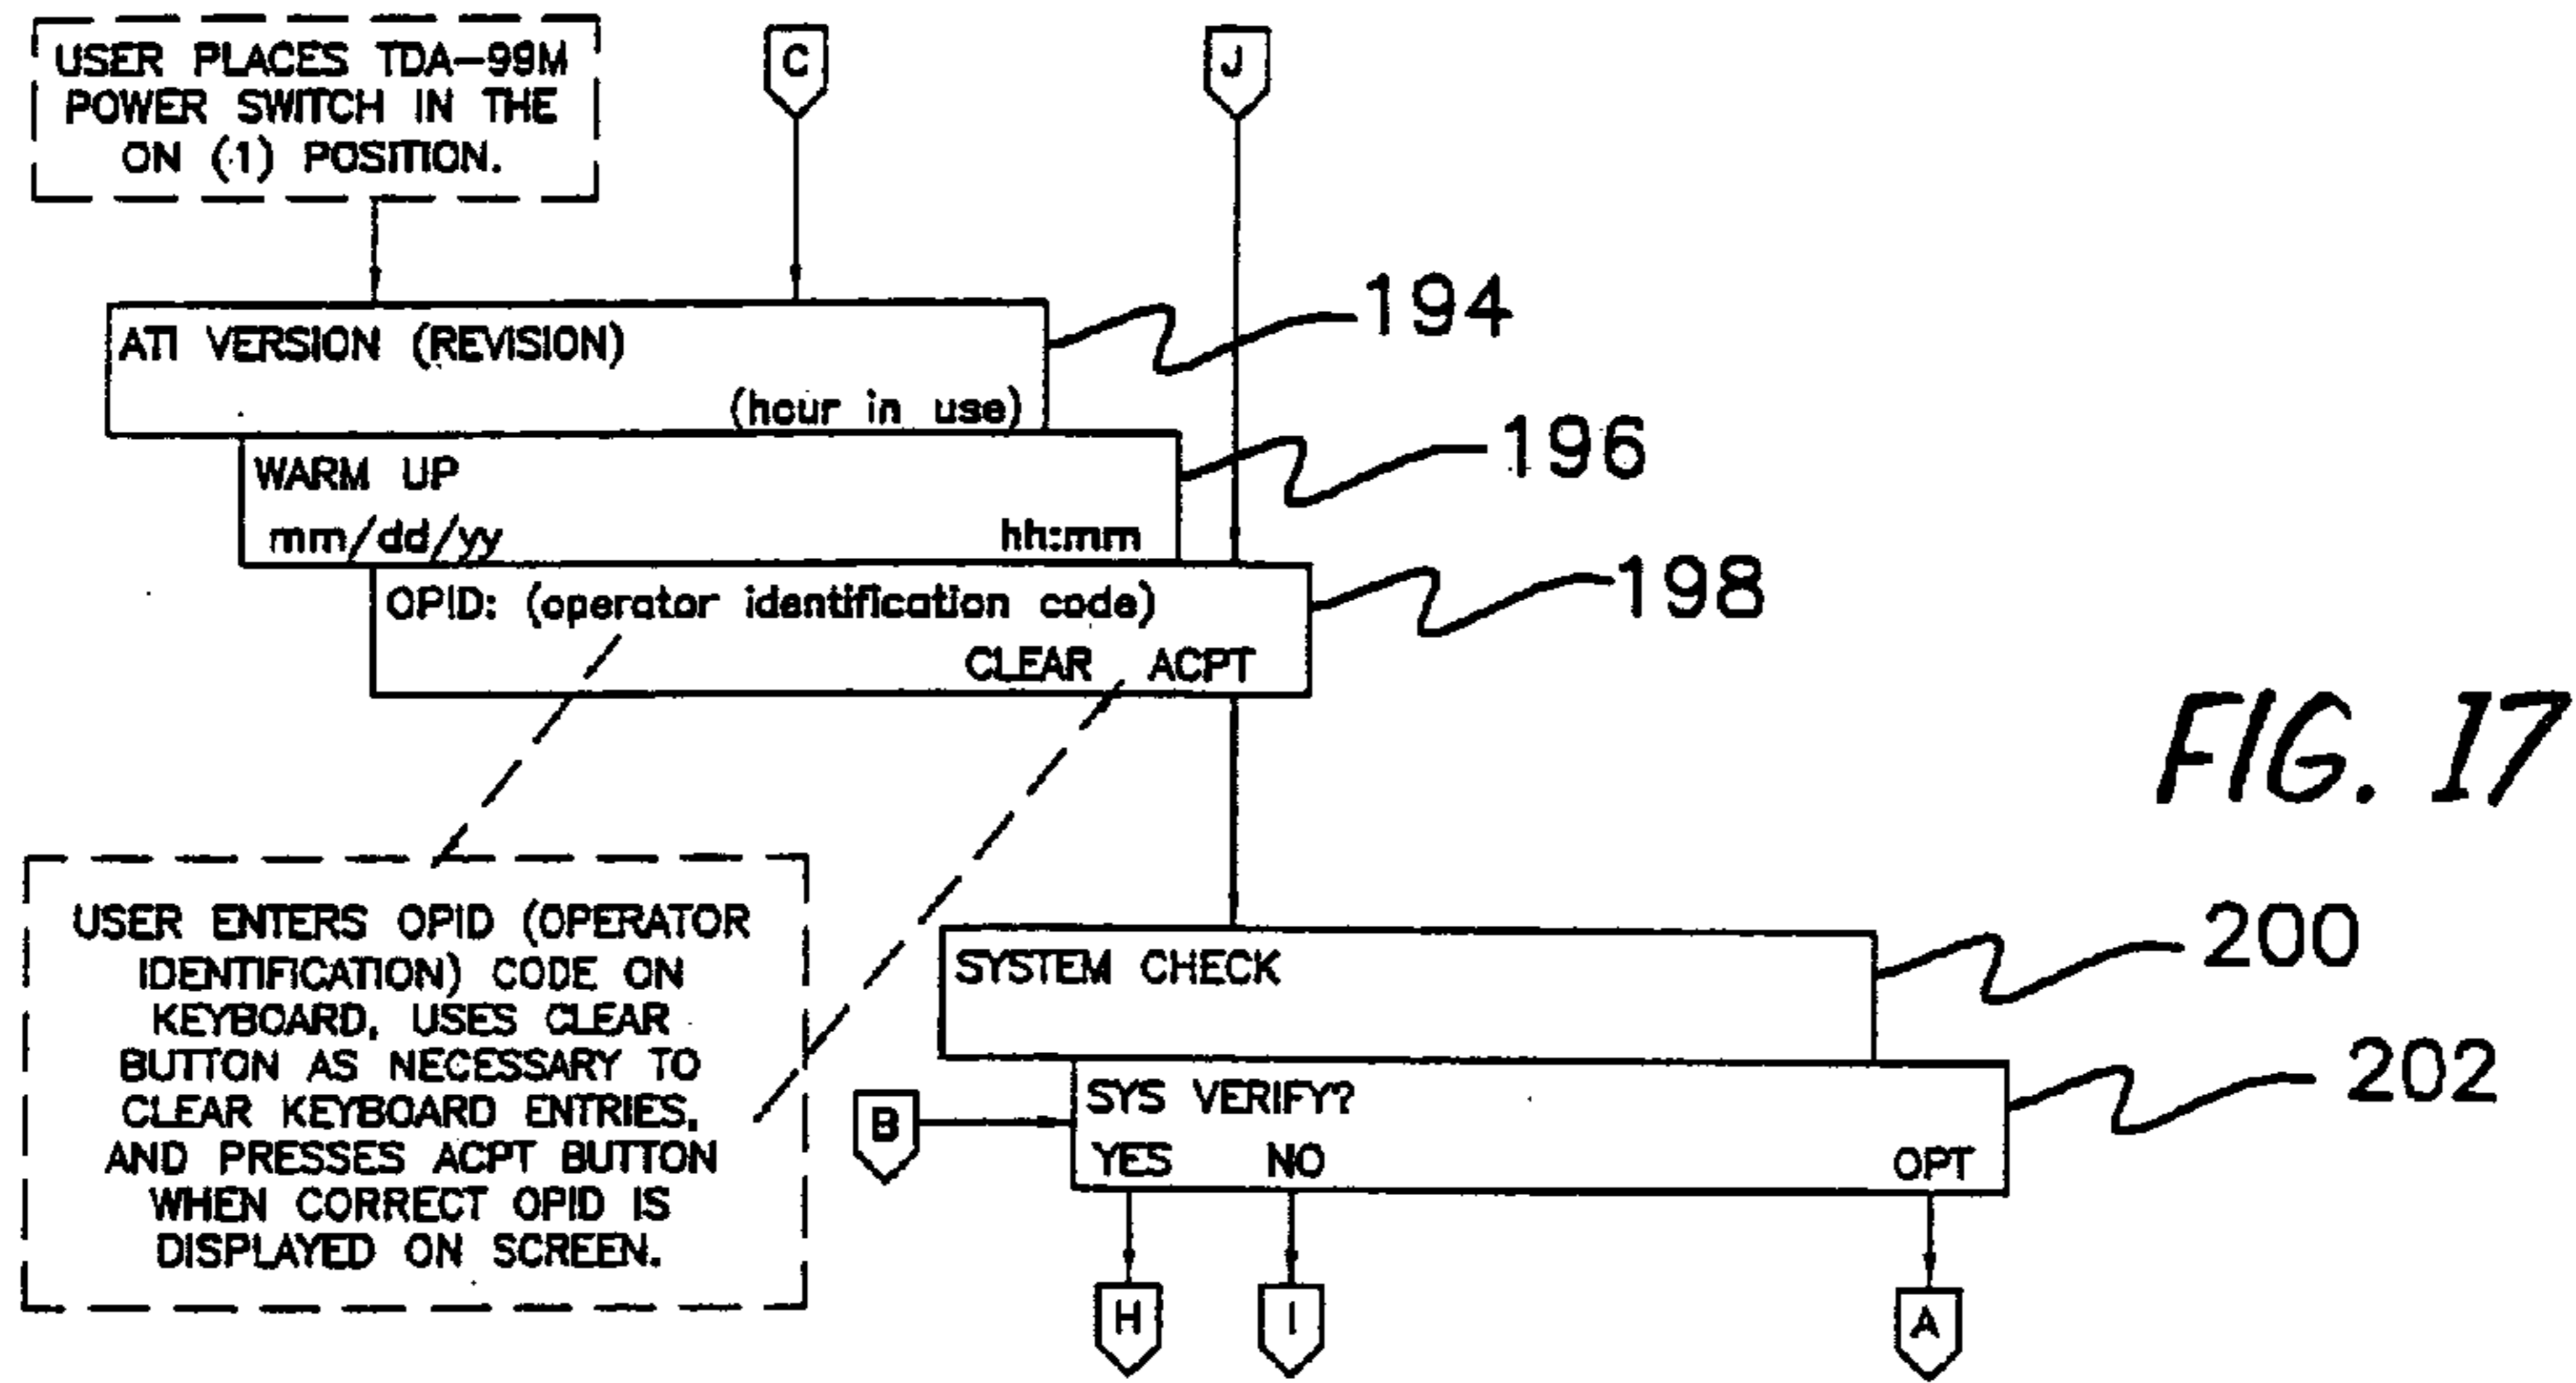 USER PLACES TDA-99M
POWER SWITCH IN THE
ON (1) POSITION.
C
J
ATI VERSION (REVISION)
(hour in use)
194
WARM UP
mm/dd/yy hh:mm
196
OPID: (operator identification code)
CLEAR ACPT
198
FIG. 17
USER ENTERS OPID (OPERATOR
IDENTIFICATION) CODE ON
KEYBOARD, USES CLEAR
BUTTON AS NECESSARY TO
CLEAR KEYBOARD ENTRIES,
AND PRESSES ACPT BUTTON
WHEN CORRECT OPID IS
DISPLAYED ON SCREEN.
SYSTEM CHECK
200
B
SYS VERIFY?
YES NO OPT
202
H
I
A